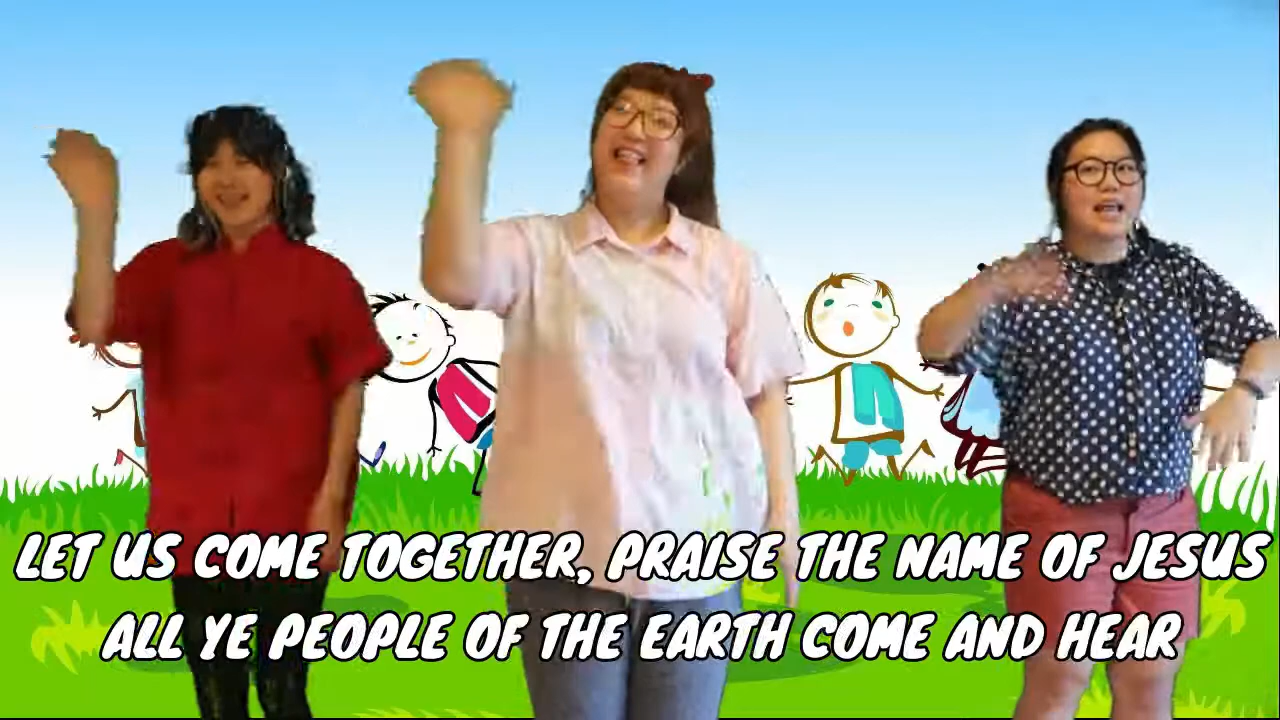 LET US COME TOGETHER, PRAISE THE NAME OF JESUS
ALL YE PEOPLE OF THE EARTH COME AND HEAR